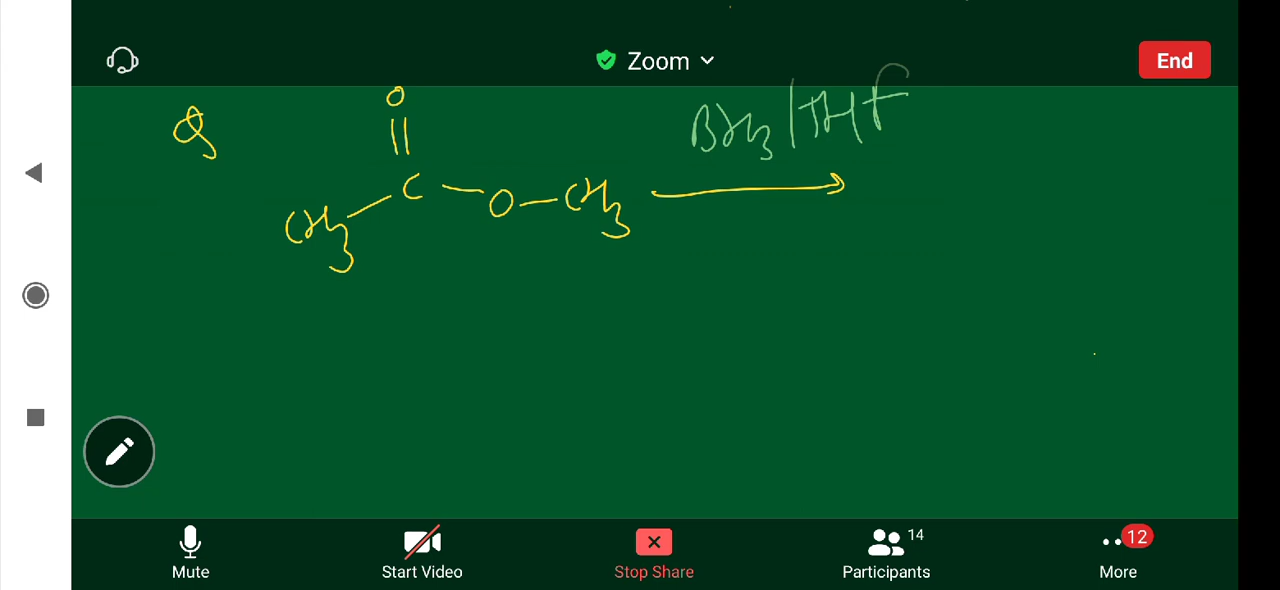 Zoom
End
Q
O
BH3/THF
CH3 C O CH3
Mute
Start Video
Stop Share
Participants 14
More 12